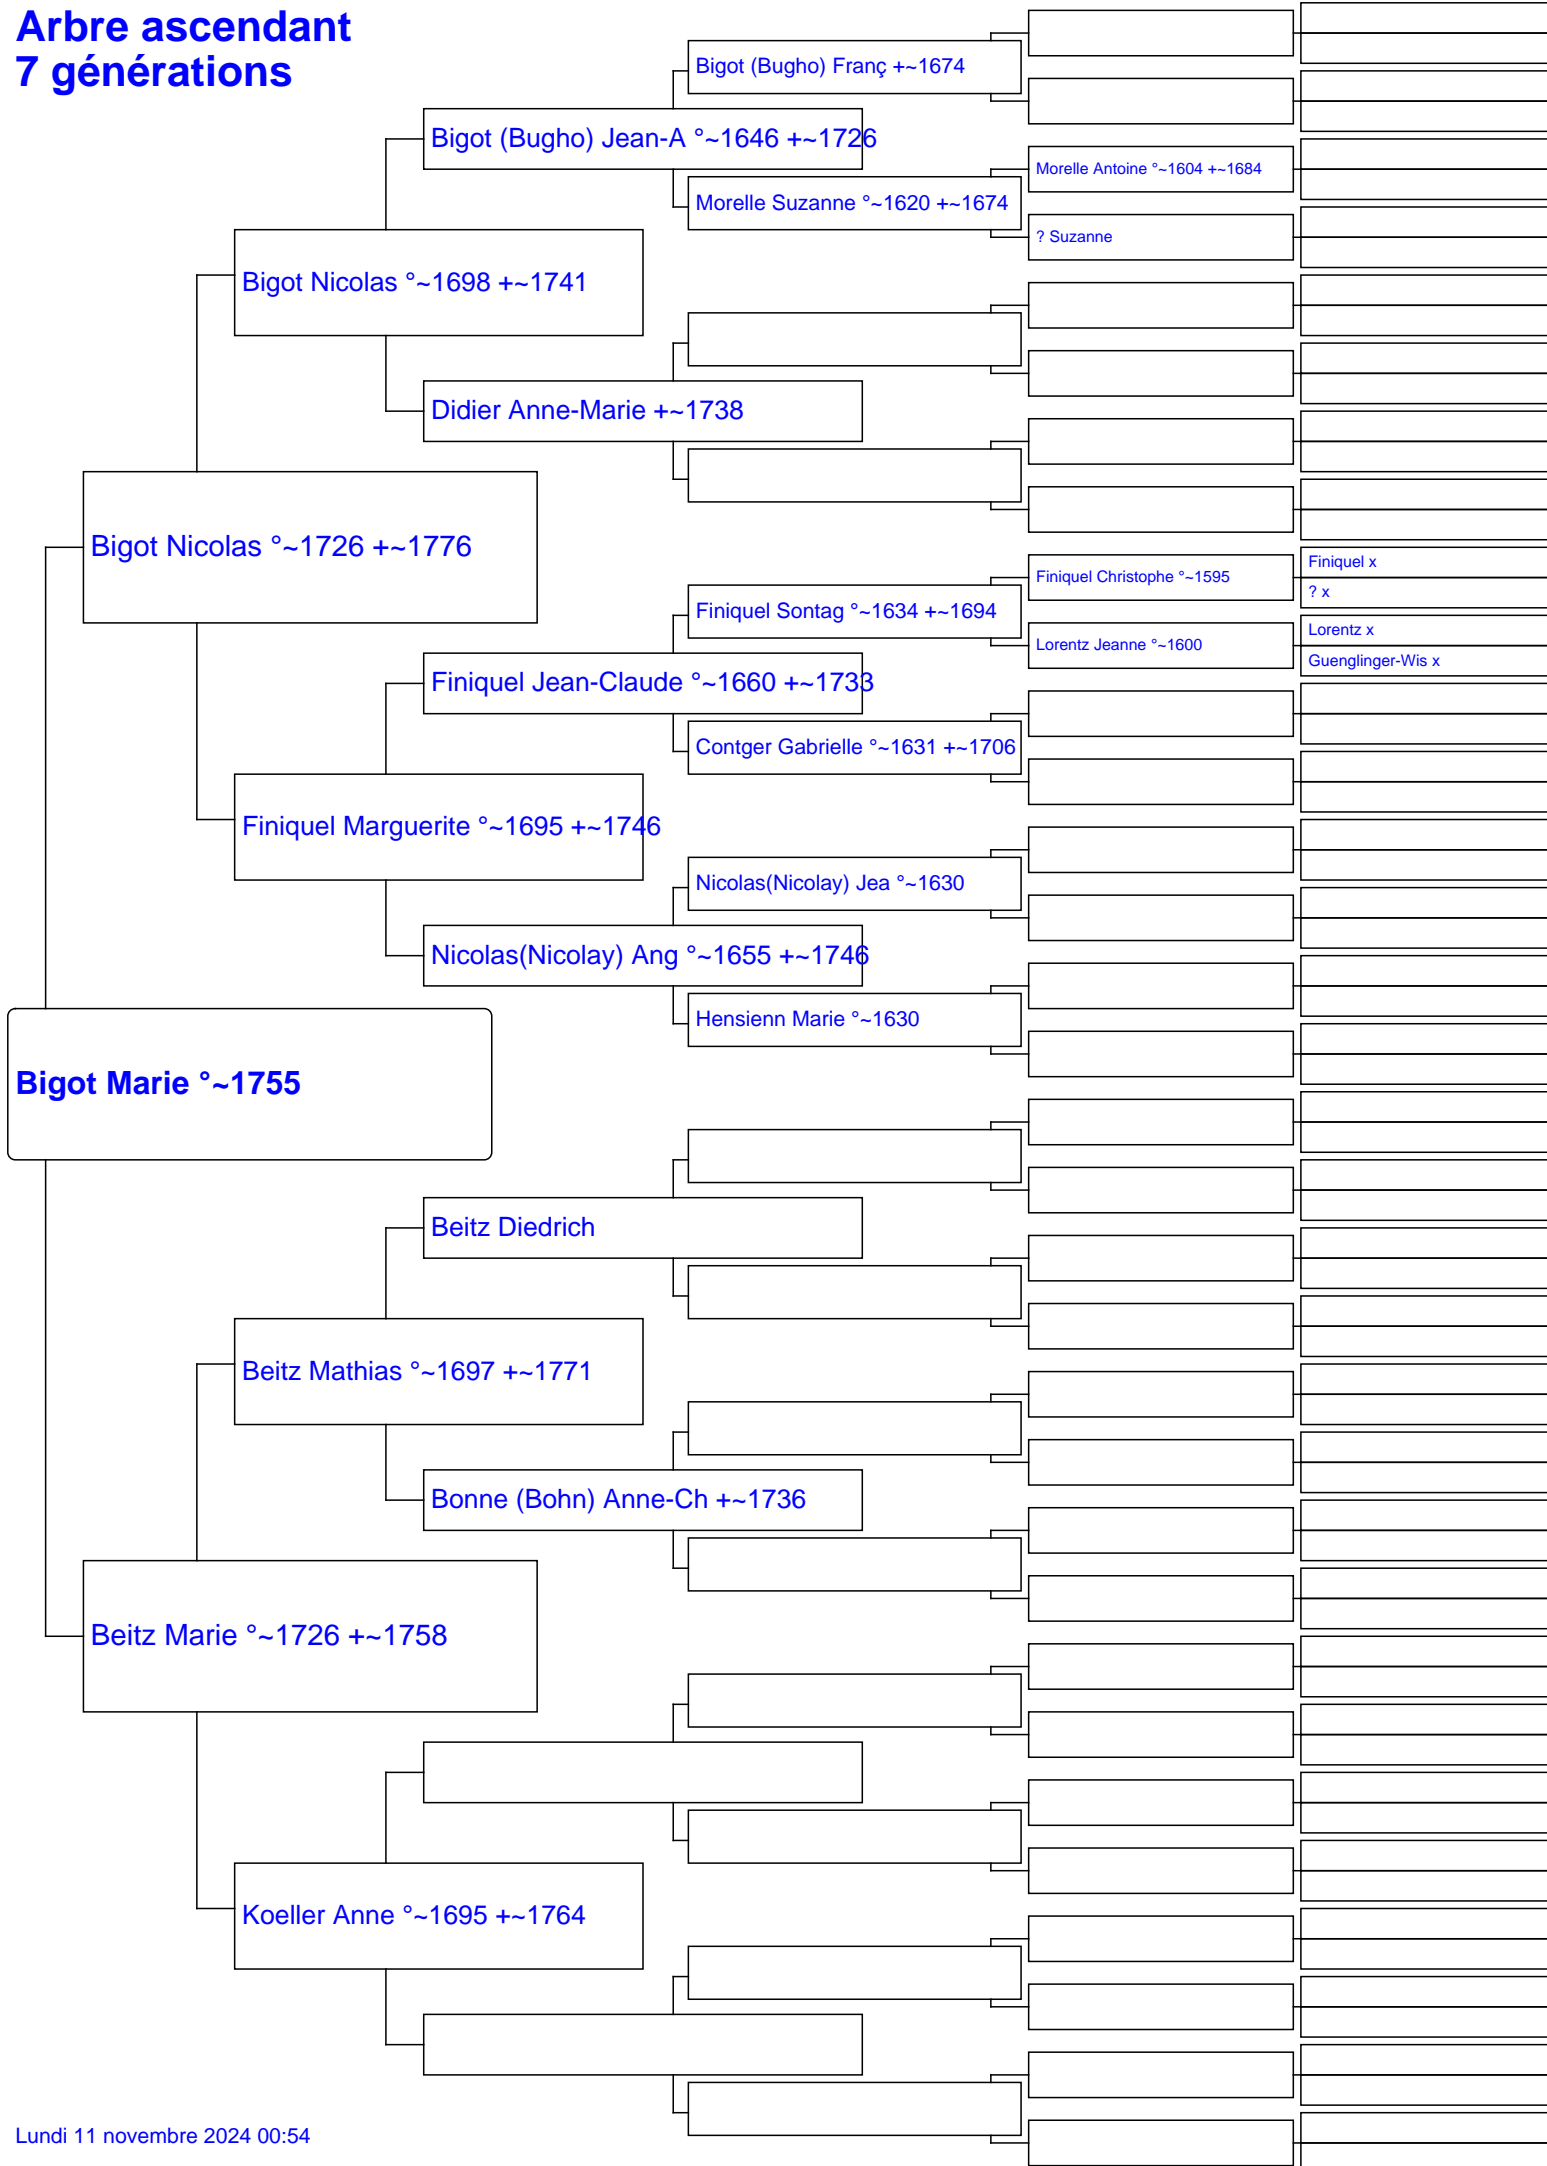 Arbre ascendant
7 générations
Bigot (Bugho) Franç +~1674
Bigot (Bugho) Jean-A °~1646 +~1726
Morelle Antoine °~1604 +~1684
Morelle Suzanne °~1620 +~1674
? Suzanne
Bigot Nicolas °~1698 +~1741
Didier Anne-Marie +~1738
Bigot Nicolas °~1726 +~1776
Finiquel x
Finiquel Christophe °~1595
? x
Finiquel Sontag °~1634 +~1694
Lorentz x
Lorentz Jeanne °~1600
Guenglinger-Wis x
Finiquel Jean-Claude °~1660 +~1733
Contger Gabrielle °~1631 +~1706
Finiquel Marguerite °~1695 +~1746
Nicolas(Nicolay) Jea °~1630
Nicolas(Nicolay) Ang °~1655 +~1746
Hensienn Marie °~1630
Bigot Marie °~1755
Beitz Diedrich
Beitz Mathias °~1697 +~1771
Bonne (Bohn) Anne-Ch +~1736
Beitz Marie °~1726 +~1758
Koeller Anne °~1695 +~1764
Lundi 11 novembre 2024 00:54